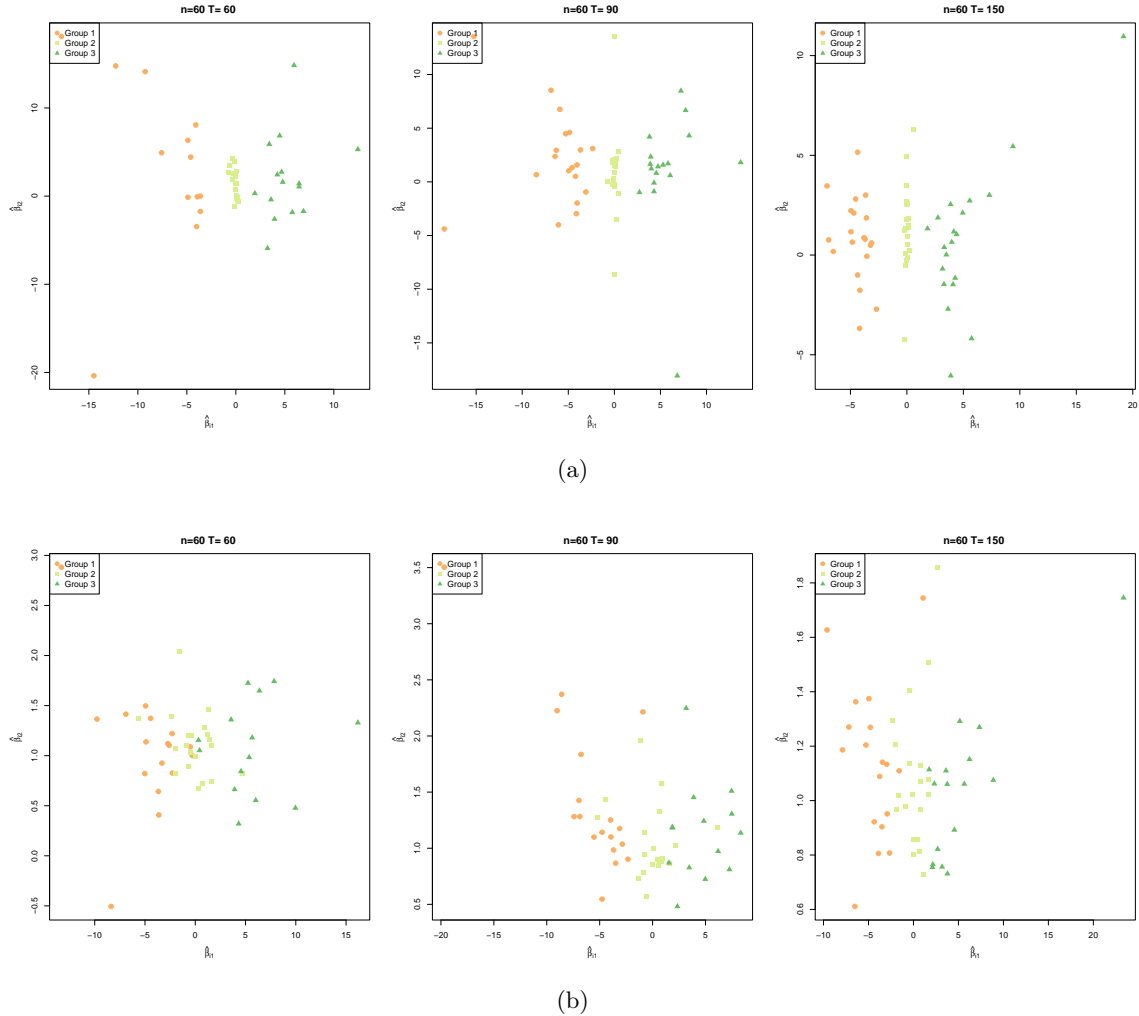 n=60 T= 60
Group 1
Group 2
Group 3
10
0
−10
−20
β̂i2
−15 −10 −5 0 5 10
β̂i1
n=60 T= 90
Group 1
Group 2
Group 3
10
5
0
−5
−10
−15
β̂i2
−15 −10 −5 0 5 10
β̂i1
n=60 T= 150
Group 1
Group 2
Group 3
10
5
0
−5
β̂i2
−5 0 5 10 15 20
β̂i1
(a)
n=60 T= 60
Group 1
Group 2
Group 3
3.0
2.5
2.0
1.5
1.0
0.5
0.0
−0.5
β̂i2
−10 −5 0 5 10 15
β̂i1
n=60 T= 90
Group 1
Group 2
Group 3
3.5
3.0
2.5
2.0
1.5
1.0
0.5
β̂i2
−20 −15 −10 −5 0 5
β̂i1
n=60 T= 150
Group 1
Group 2
Group 3
1.8
1.6
1.4
1.2
1.0
0.8
0.6
β̂i2
−10 −5 0 5 10 15 20
β̂i1
(b)